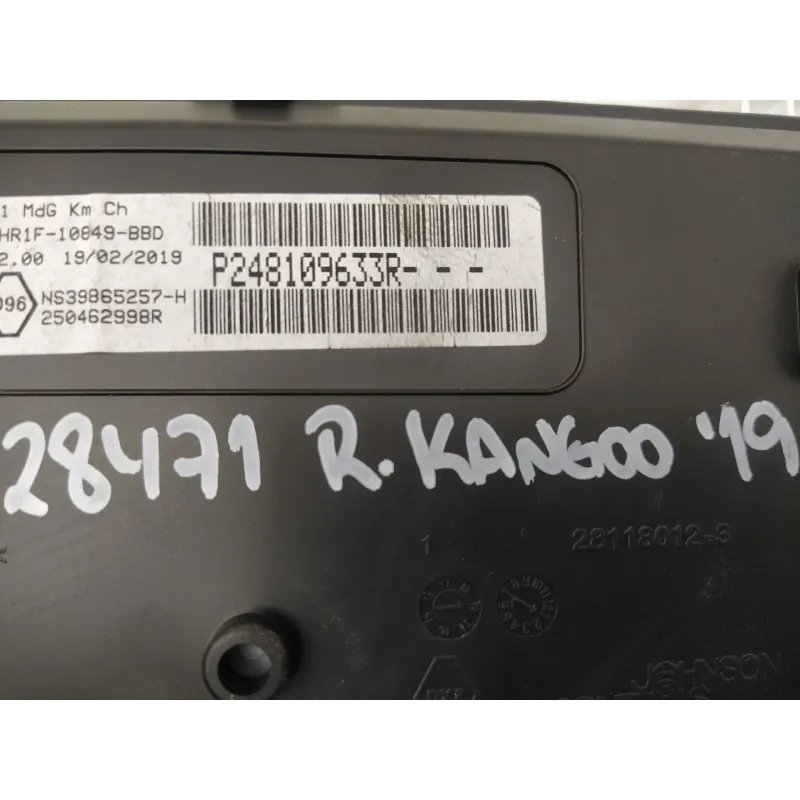 1 MdG Km Ch
HR1F-10849-BBD
2.00 19/02/2019
P248109633R- - -
096
NS39865257-H
250462998R
28471 R. KANGOO '19
1
28118012-3
JOHNSON